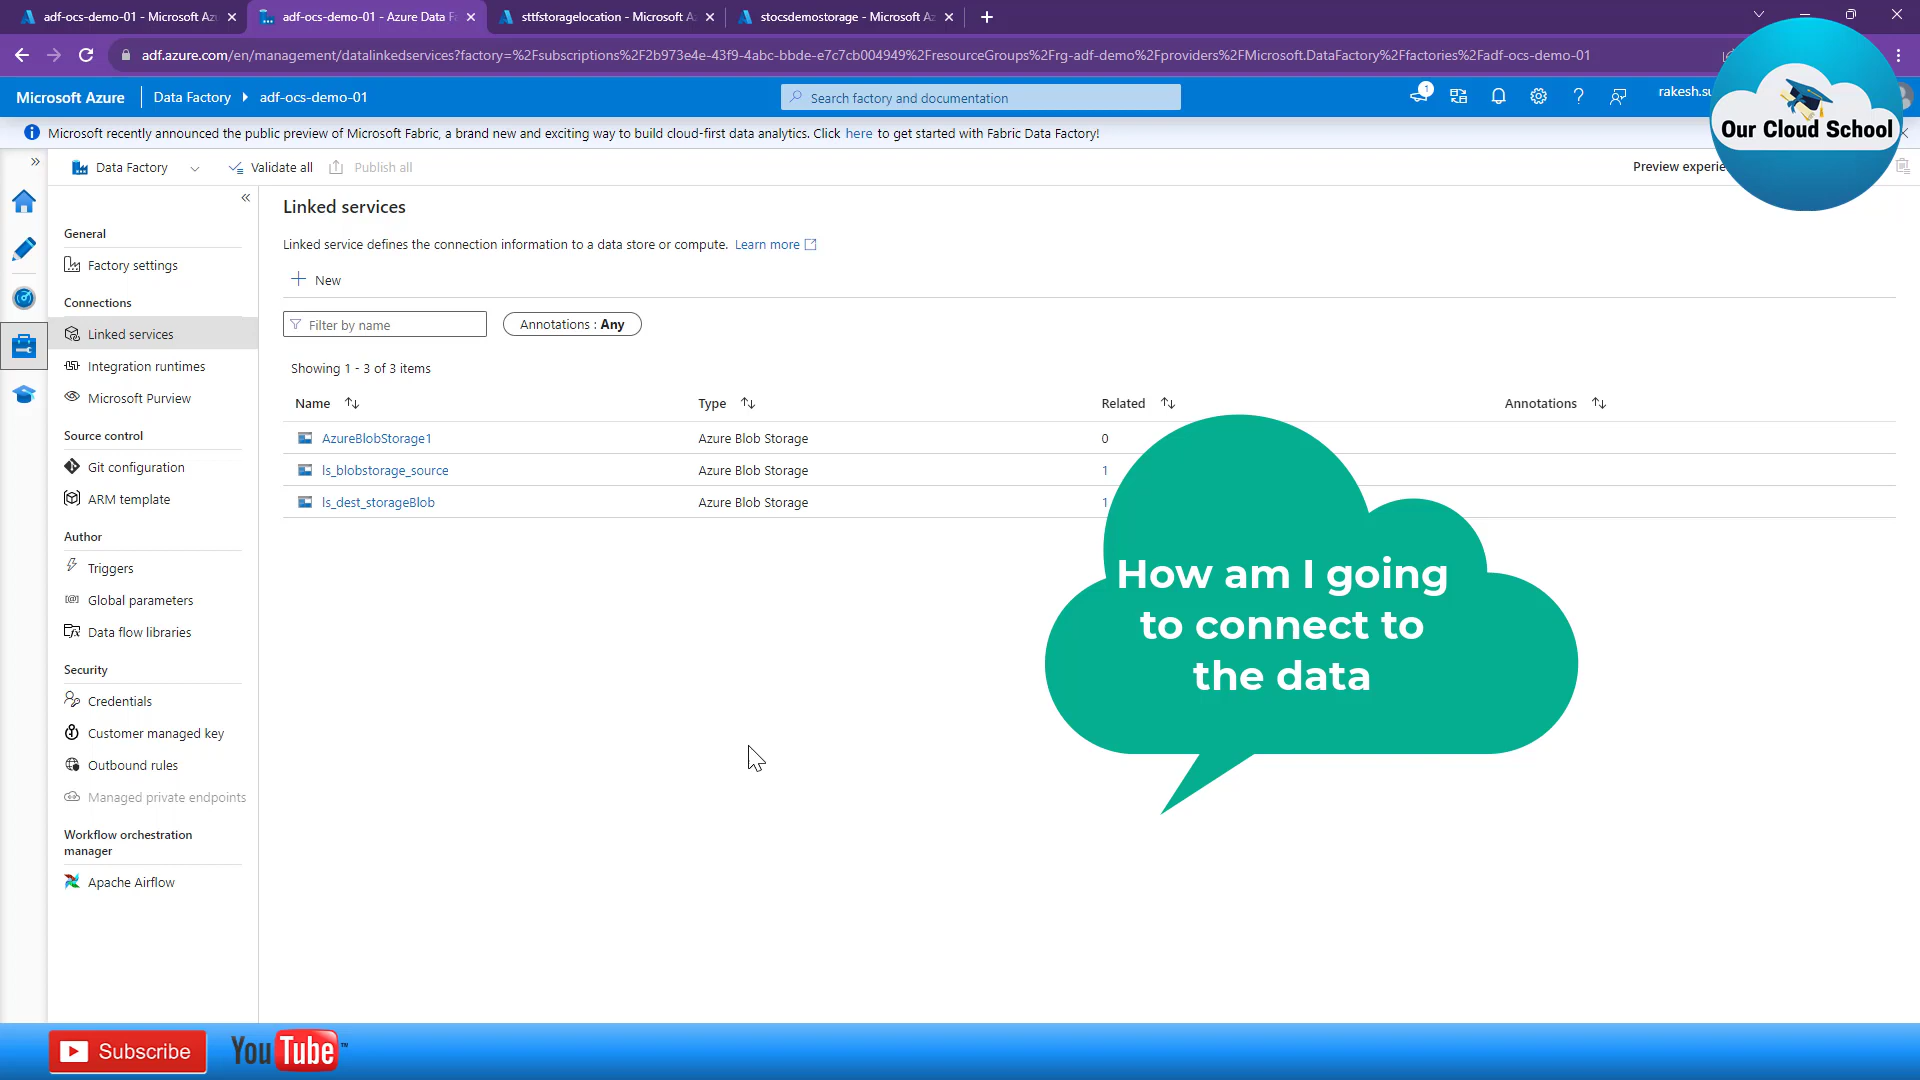 adf-ocs-demo-01 - Microsoft Az
adf-ocs-demo-01 - Azure Data F
sttfstoragelocation - Microsoft A
stocsdemostorage - Microsoft Az
adf.azure.com/en/management/datalinkedservices?factory=%2Fsubscriptions%2F2b973e4e-43f9-4abc-bbde-e7c7cb004949%2FresourceGroups%2Frg-adf-demo%2Fproviders%2FMicrosoft.DataFactory%2Ffactories%2Fadf-ocs-demo-01
Microsoft Azure
Data Factory
adf-ocs-demo-01
Search factory and documentation
1
rakesh.su
Our Cloud School
Microsoft recently announced the public preview of Microsoft Fabric, a brand new and exciting way to build cloud-first data analytics. Click here to get started with Fabric Data Factory!
Data Factory
Validate all
Publish all
Preview experie
General
Factory settings
Connections
Linked services
Integration runtimes
Microsoft Purview
Source control
Git configuration
ARM template
Author
Triggers
Global parameters
Data flow libraries
Security
Credentials
Customer managed key
Outbound rules
Managed private endpoints
Workflow orchestration
manager
Apache Airflow
Linked services
Linked service defines the connection information to a data store or compute. Learn more
New
Filter by name
Annotations : Any
Showing 1 - 3 of 3 items
Name Type Related Annotations
AzureBlobStorage1 Azure Blob Storage 0
ls_blobstorage_source Azure Blob Storage 1
ls_dest_storageBlob Azure Blob Storage 1
How am I going
to connect to
the data
Subscribe
YouTube